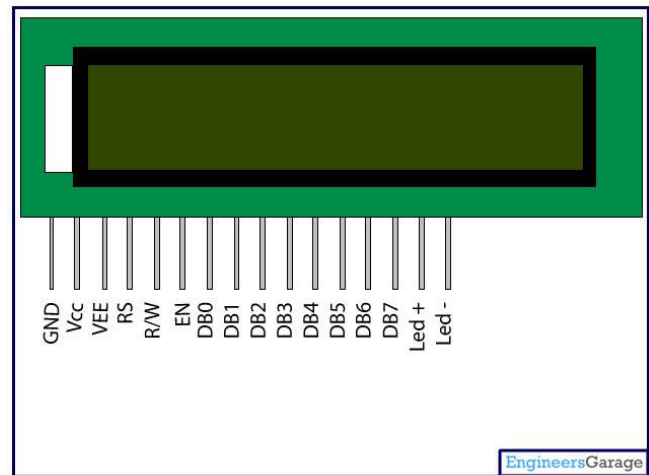 GND
Vcc
VEE
RS
R/W
EN
DB0
DB1
DB2
DB3
DB4
DB5
DB6
DB7
Led +
Led -
EngineersGarage